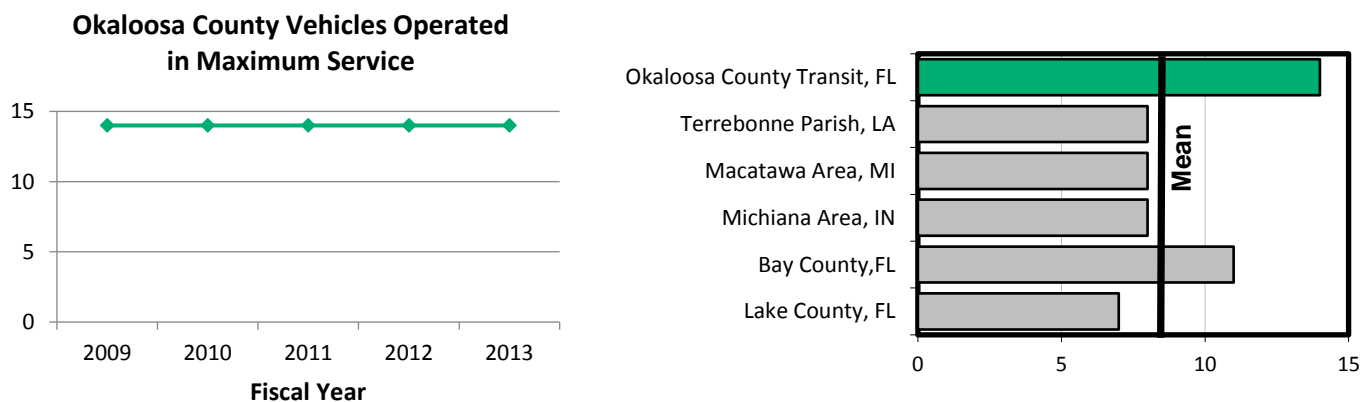 Okaloosa County Vehicles Operated
in Maximum Service
15
10
5
0
2009 2010 2011 2012 2013
Fiscal Year
Okaloosa County Transit, FL
Terrebonne Parish, LA
Macatawa Area, MI
Michiana Area, IN
Bay County,FL
Lake County, FL
Mean
0 5 10 15